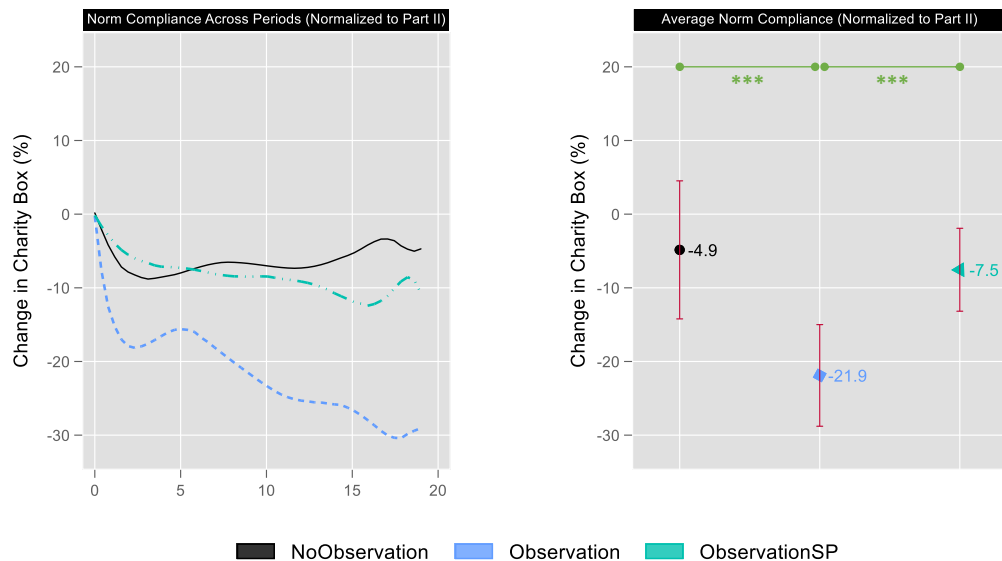 Norm Compliance Across Periods (Normalized to Part II)
Change in Charity Box (%)
20
10
0
-10
-20
-30
0 5 10 15 20
Average Norm Compliance (Normalized to Part II)
Change in Charity Box (%)
20
10
0
-10
-20
-30
*** ***
-4.9
-7.5
-21.9
NoObservation Observation ObservationSP